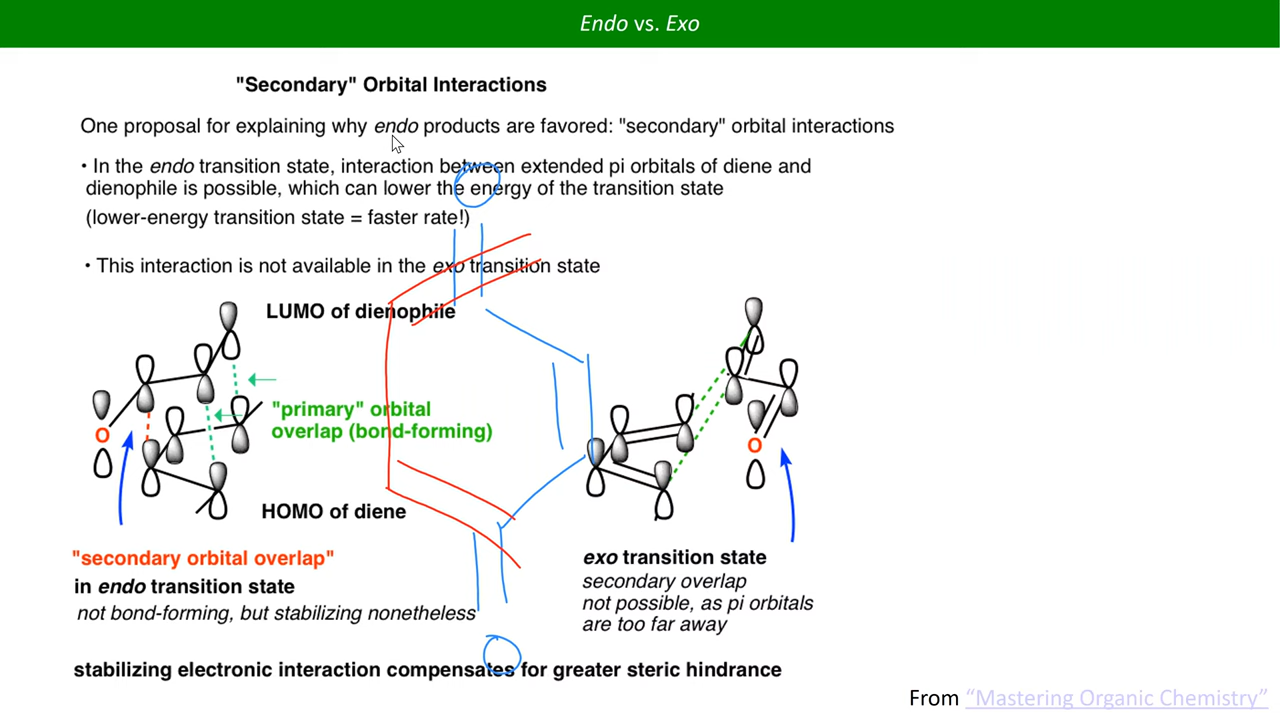 Endo vs. Exo
"Secondary" Orbital Interactions
One proposal for explaining why endo products are favored: "secondary" orbital interactions
• In the endo transition state, interaction between extended pi orbitals of diene and
dienophile is possible, which can lower the energy of the transition state
(lower-energy transition state = faster rate!)
• This interaction is not available in the exo transition state
LUMO of dienophile
"primary" orbital
overlap (bond-forming)
O
O
HOMO of diene
"secondary orbital overlap"
in endo transition state
not bond-forming, but stabilizing nonetheless
exo transition state
secondary overlap
not possible, as pi orbitals
are too far away
stabilizing electronic interaction compensates for greater steric hindrance
From "Mastering Organic Chemistry"